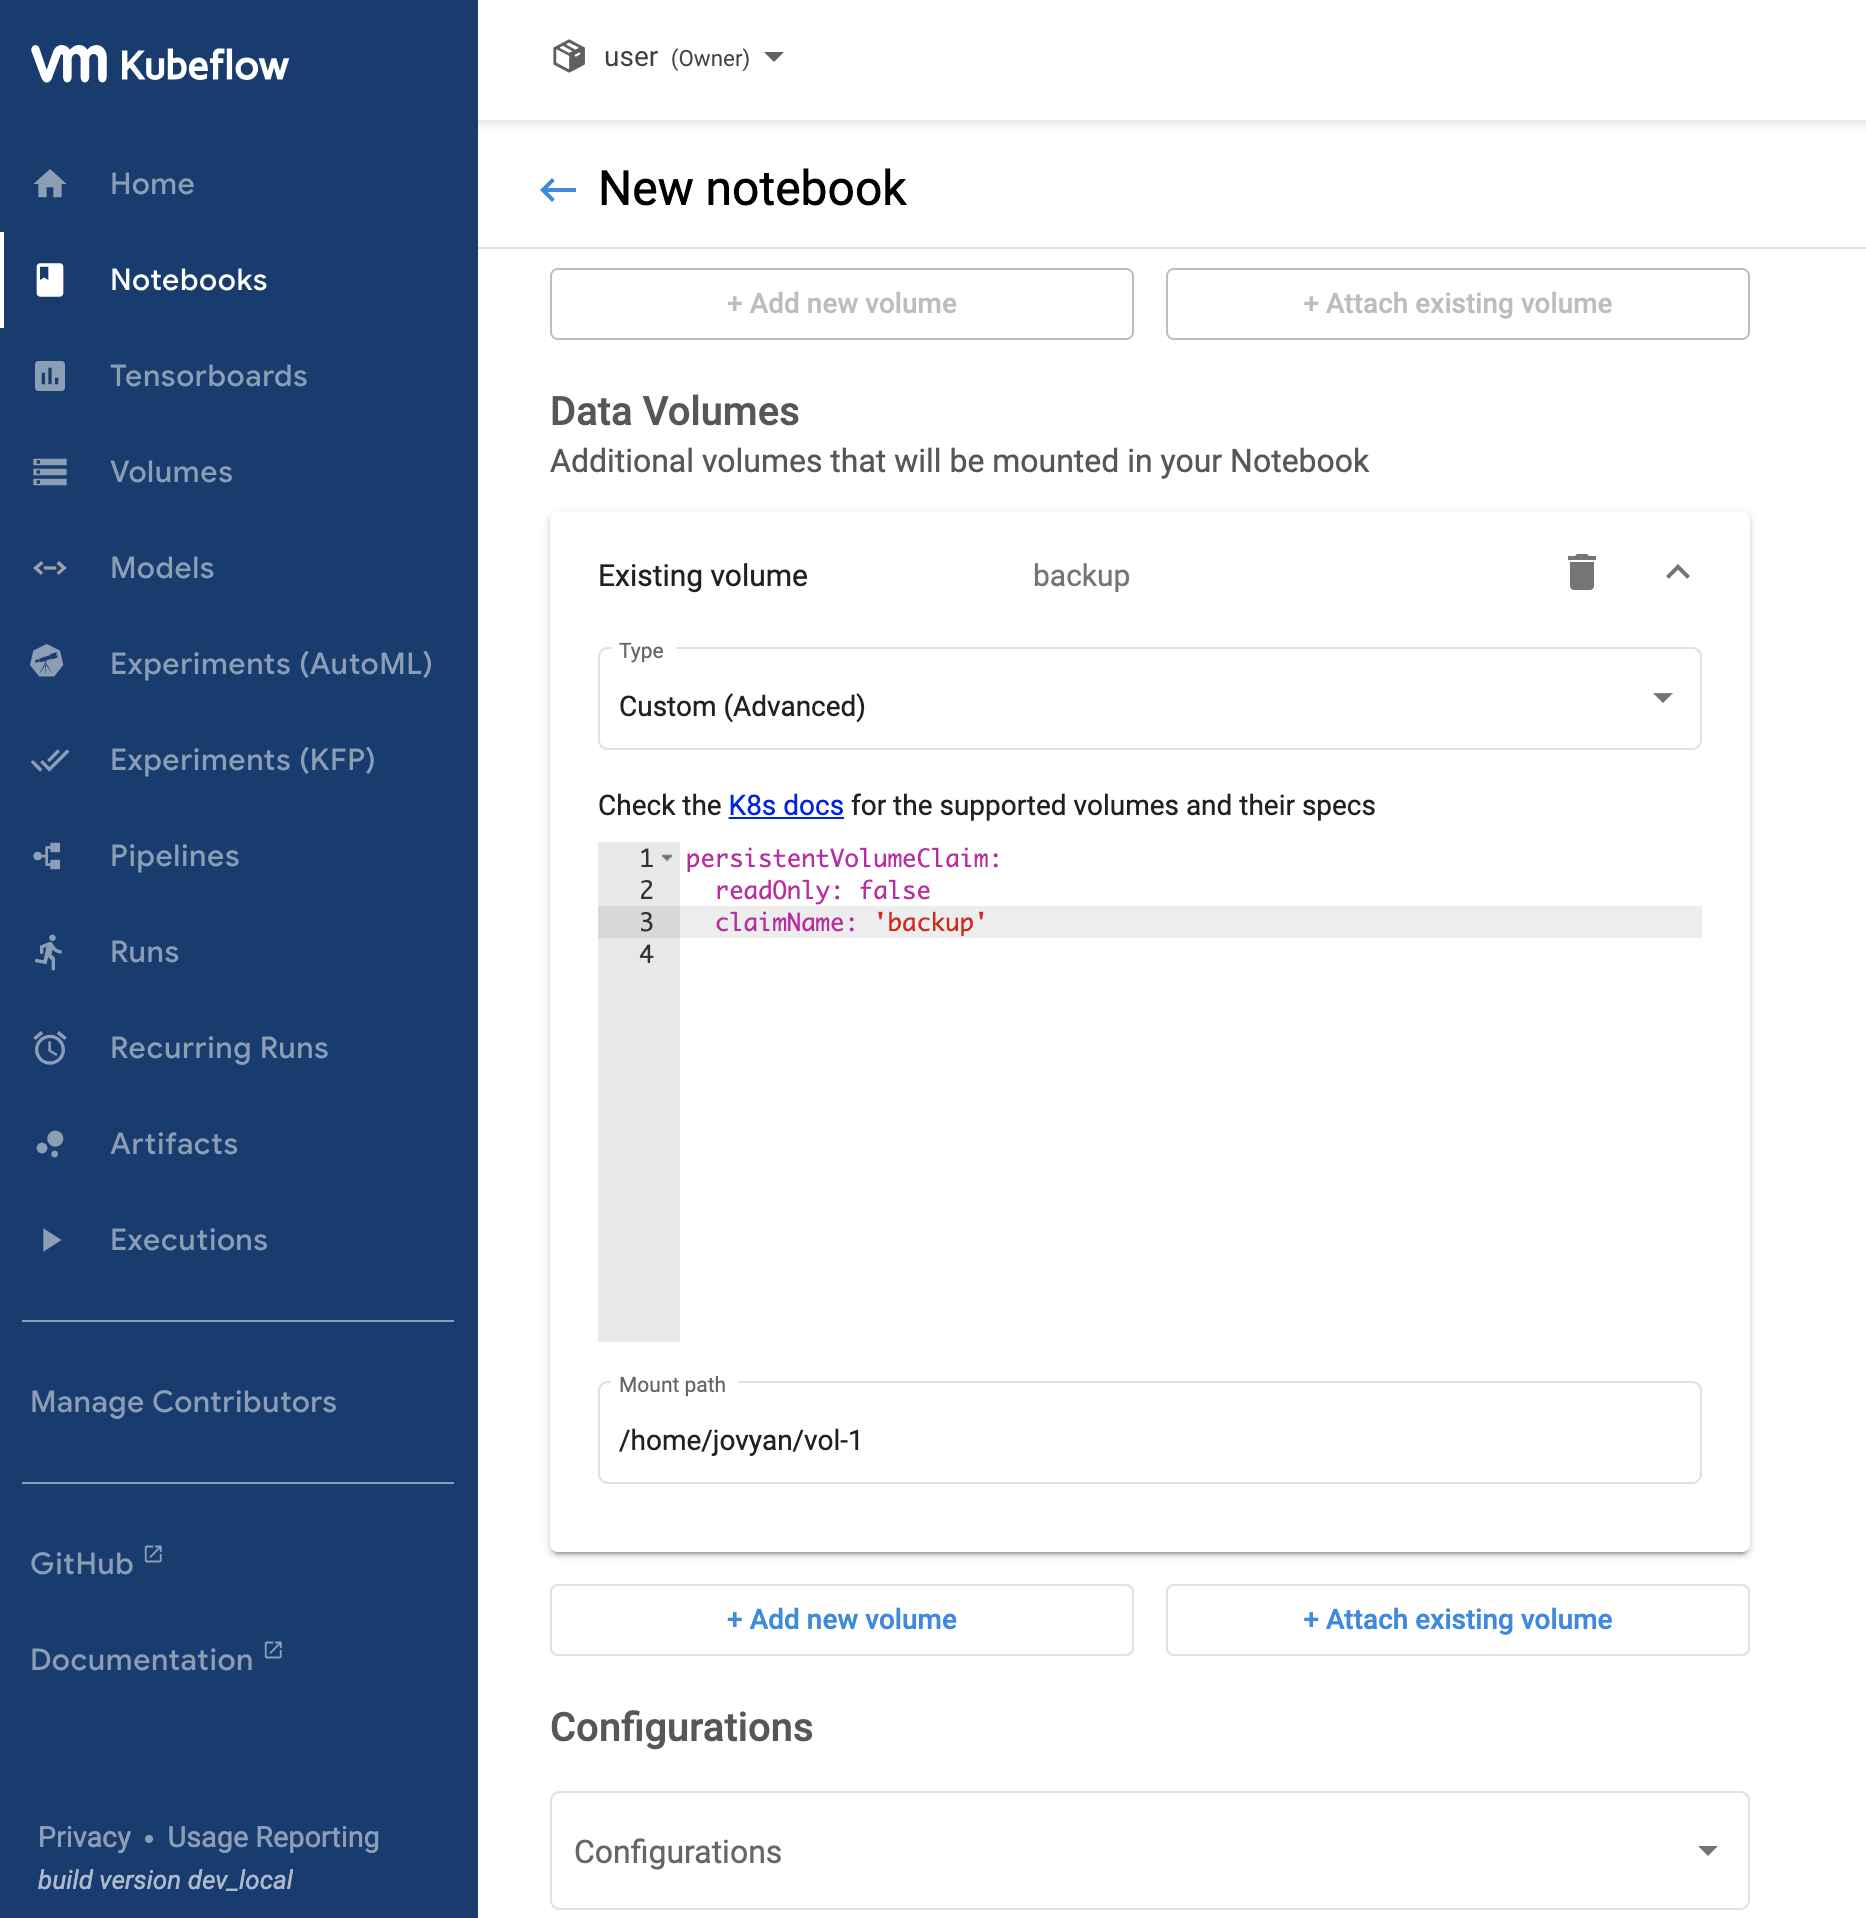 vm Kubeflow
Home
Notebooks
Tensorboards
Volumes
Models
Experiments (AutoML)
Experiments (KFP)
Pipelines
Runs
Recurring Runs
Artifacts
Executions
Manage Contributors
GitHub
Documentation
Privacy • Usage Reporting
build version dev_local
user (Owner)
New notebook
+ Add new volume
+ Attach existing volume
Data Volumes
Additional volumes that will be mounted in your Notebook
Existing volume backup
Type
Custom (Advanced)
Check the K8s docs for the supported volumes and their specs
1 persistentVolumeClaim:
2   readOnly: false
3   claimName: 'backup'
4
Mount path
/home/jovyan/vol-1
+ Add new volume
+ Attach existing volume
Configurations
Configurations